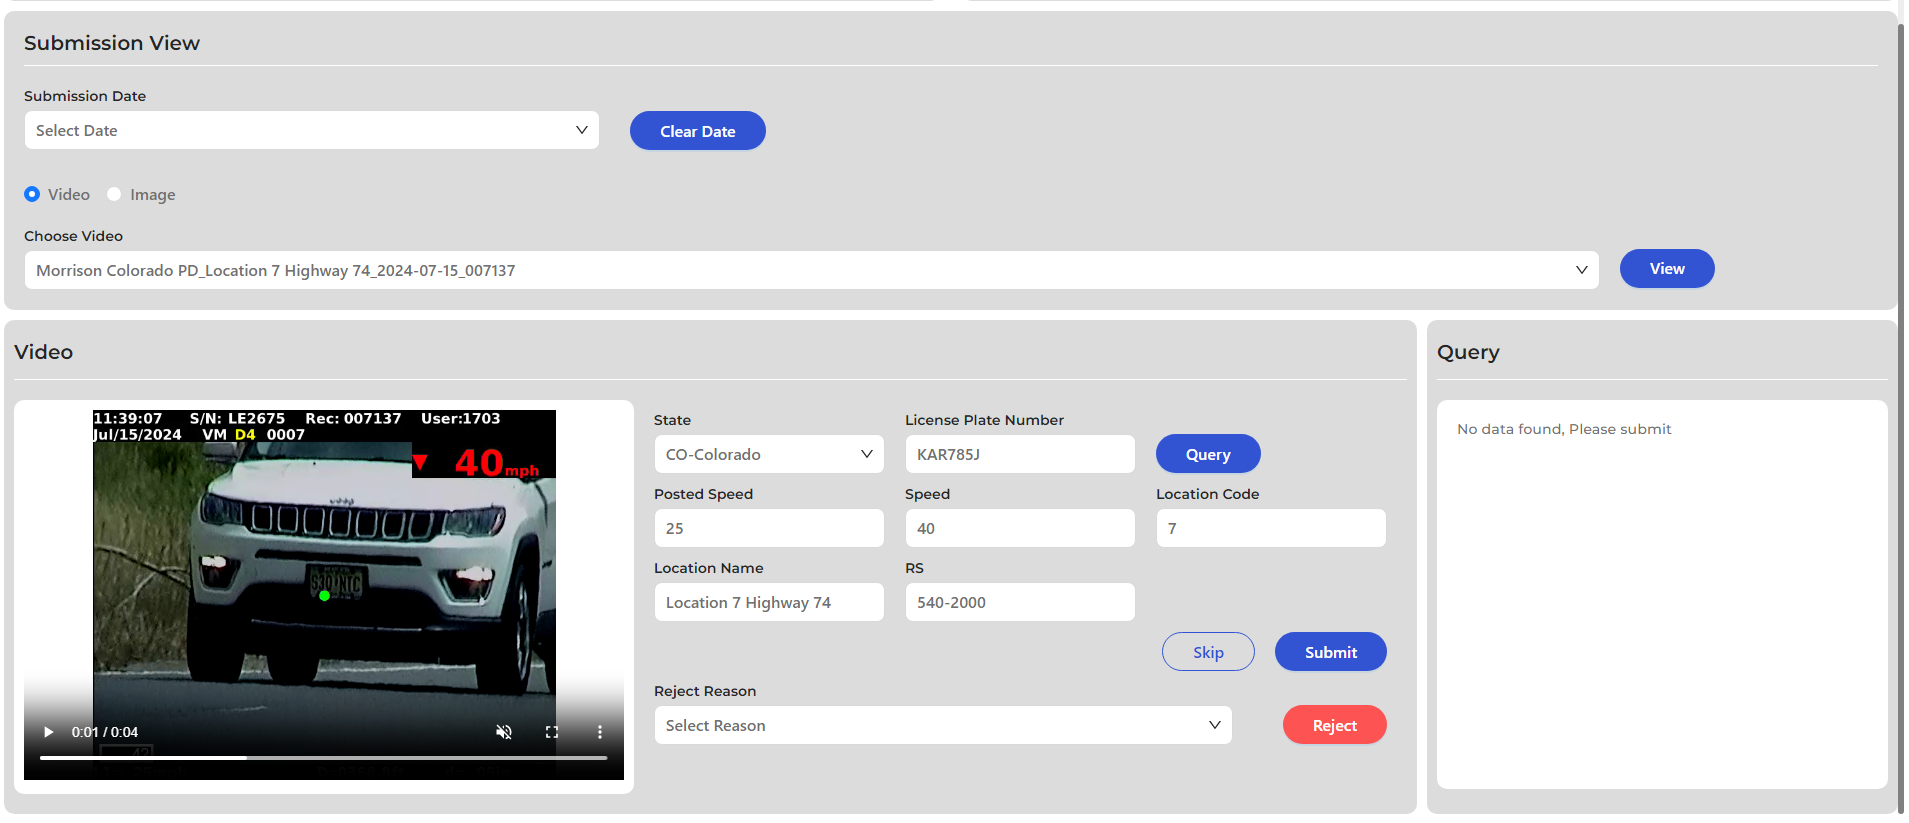 Submission View
Submission Date
Select Date
Clear Date
Video
Image
Choose Video
Morrison Colorado PD_Location 7 Highway 74_2024-07-15_007137
View
Video
11:39:07 S/N: LE2675 Rec: 007137 User:1703
Jul/15/2024 VM D4 0007
40mph
Jeep
0:01 / 0:04
State
License Plate Number
CO-Colorado
KAR785J
Query
Posted Speed
Speed
Location Code
25
40
7
Location Name
RS
Location 7 Highway 74
540-2000
Skip
Submit
Reject Reason
Select Reason
Reject
Query
No data found, Please submit